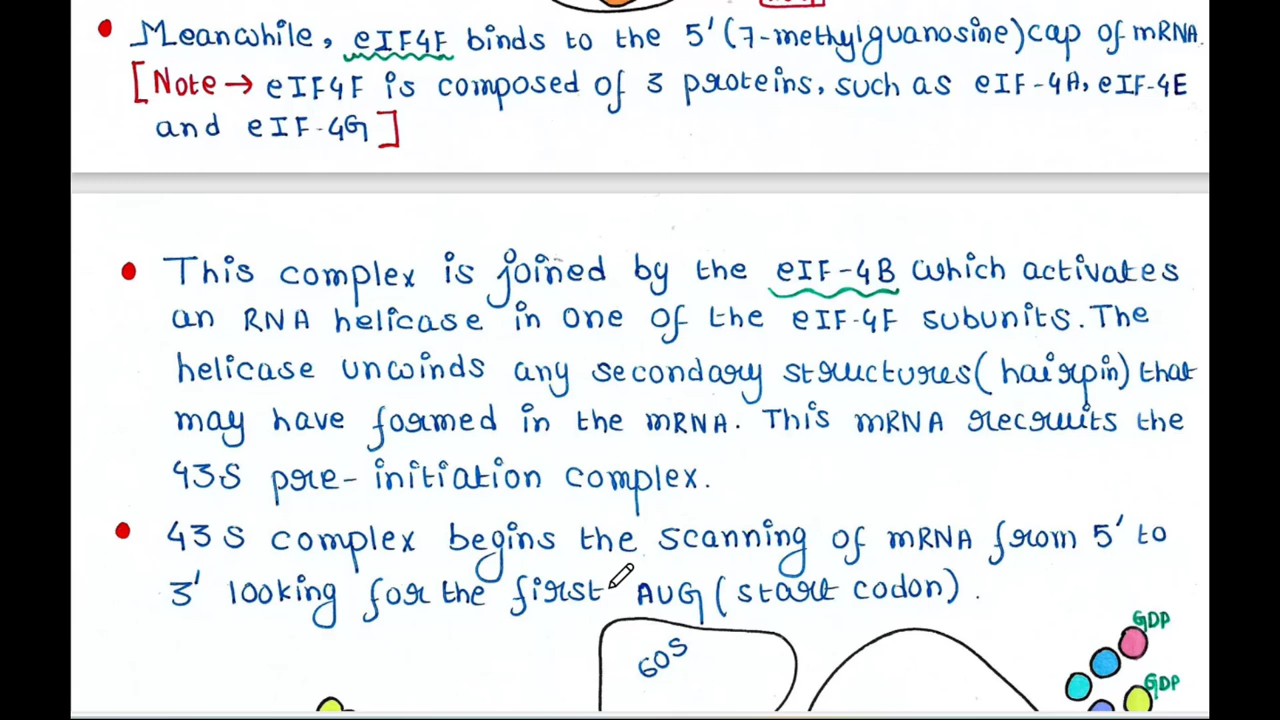 Meanwhile, eIF4F binds to the 5'(7-methylguanosine)cap of mRNA.
[Note → eIF4F is composed of 3 proteins, such as eIF-4A, eIF-4E
and eIF-4G]
This complex is joined by the eIF-4B which activates
an RNA helicase in one of the eIF-4F subunits. The
helicase unwinds any secondary structures(hairpin) that
may have formed in the mRNA. This mRNA recruits the
43S pre-initiation complex.
43S complex begins the scanning of mRNA from 5' to
3' looking for the first AUG (start codon).
GDP
60S
GDP